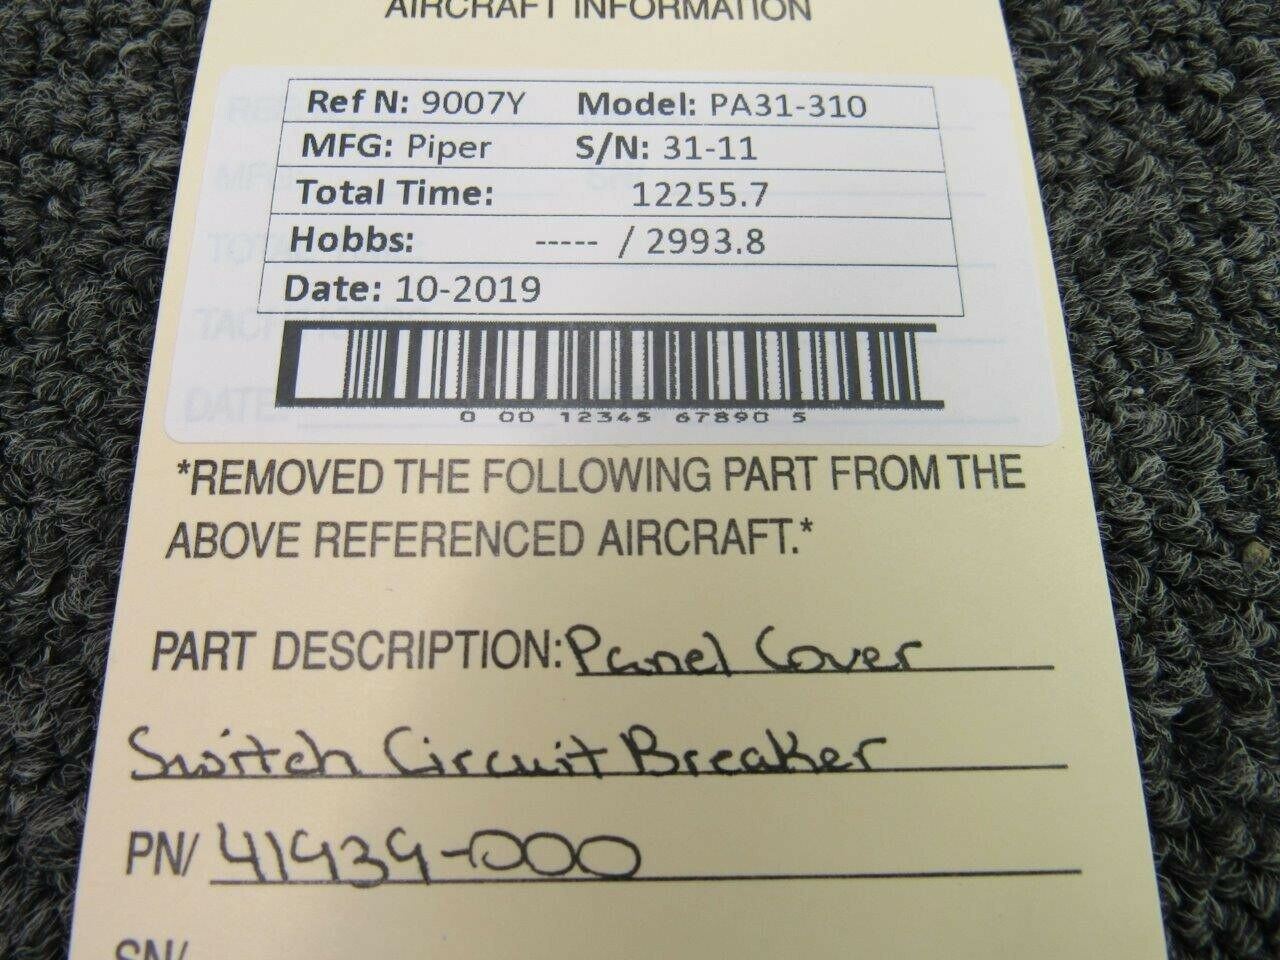 AIRCRAFT INFORMATION
Ref N: 9007Y Model: PA31-310
MFG: Piper S/N: 31-11
Total Time: 12255.7
Hobbs: ----- / 2993.8
Date: 10-2019
0 00 12345 67890 5
*REMOVED THE FOLLOWING PART FROM THE
ABOVE REFERENCED AIRCRAFT.*
PART DESCRIPTION: Panel Cover
Switch Circuit Breaker
PN/ 41939-000
SN/